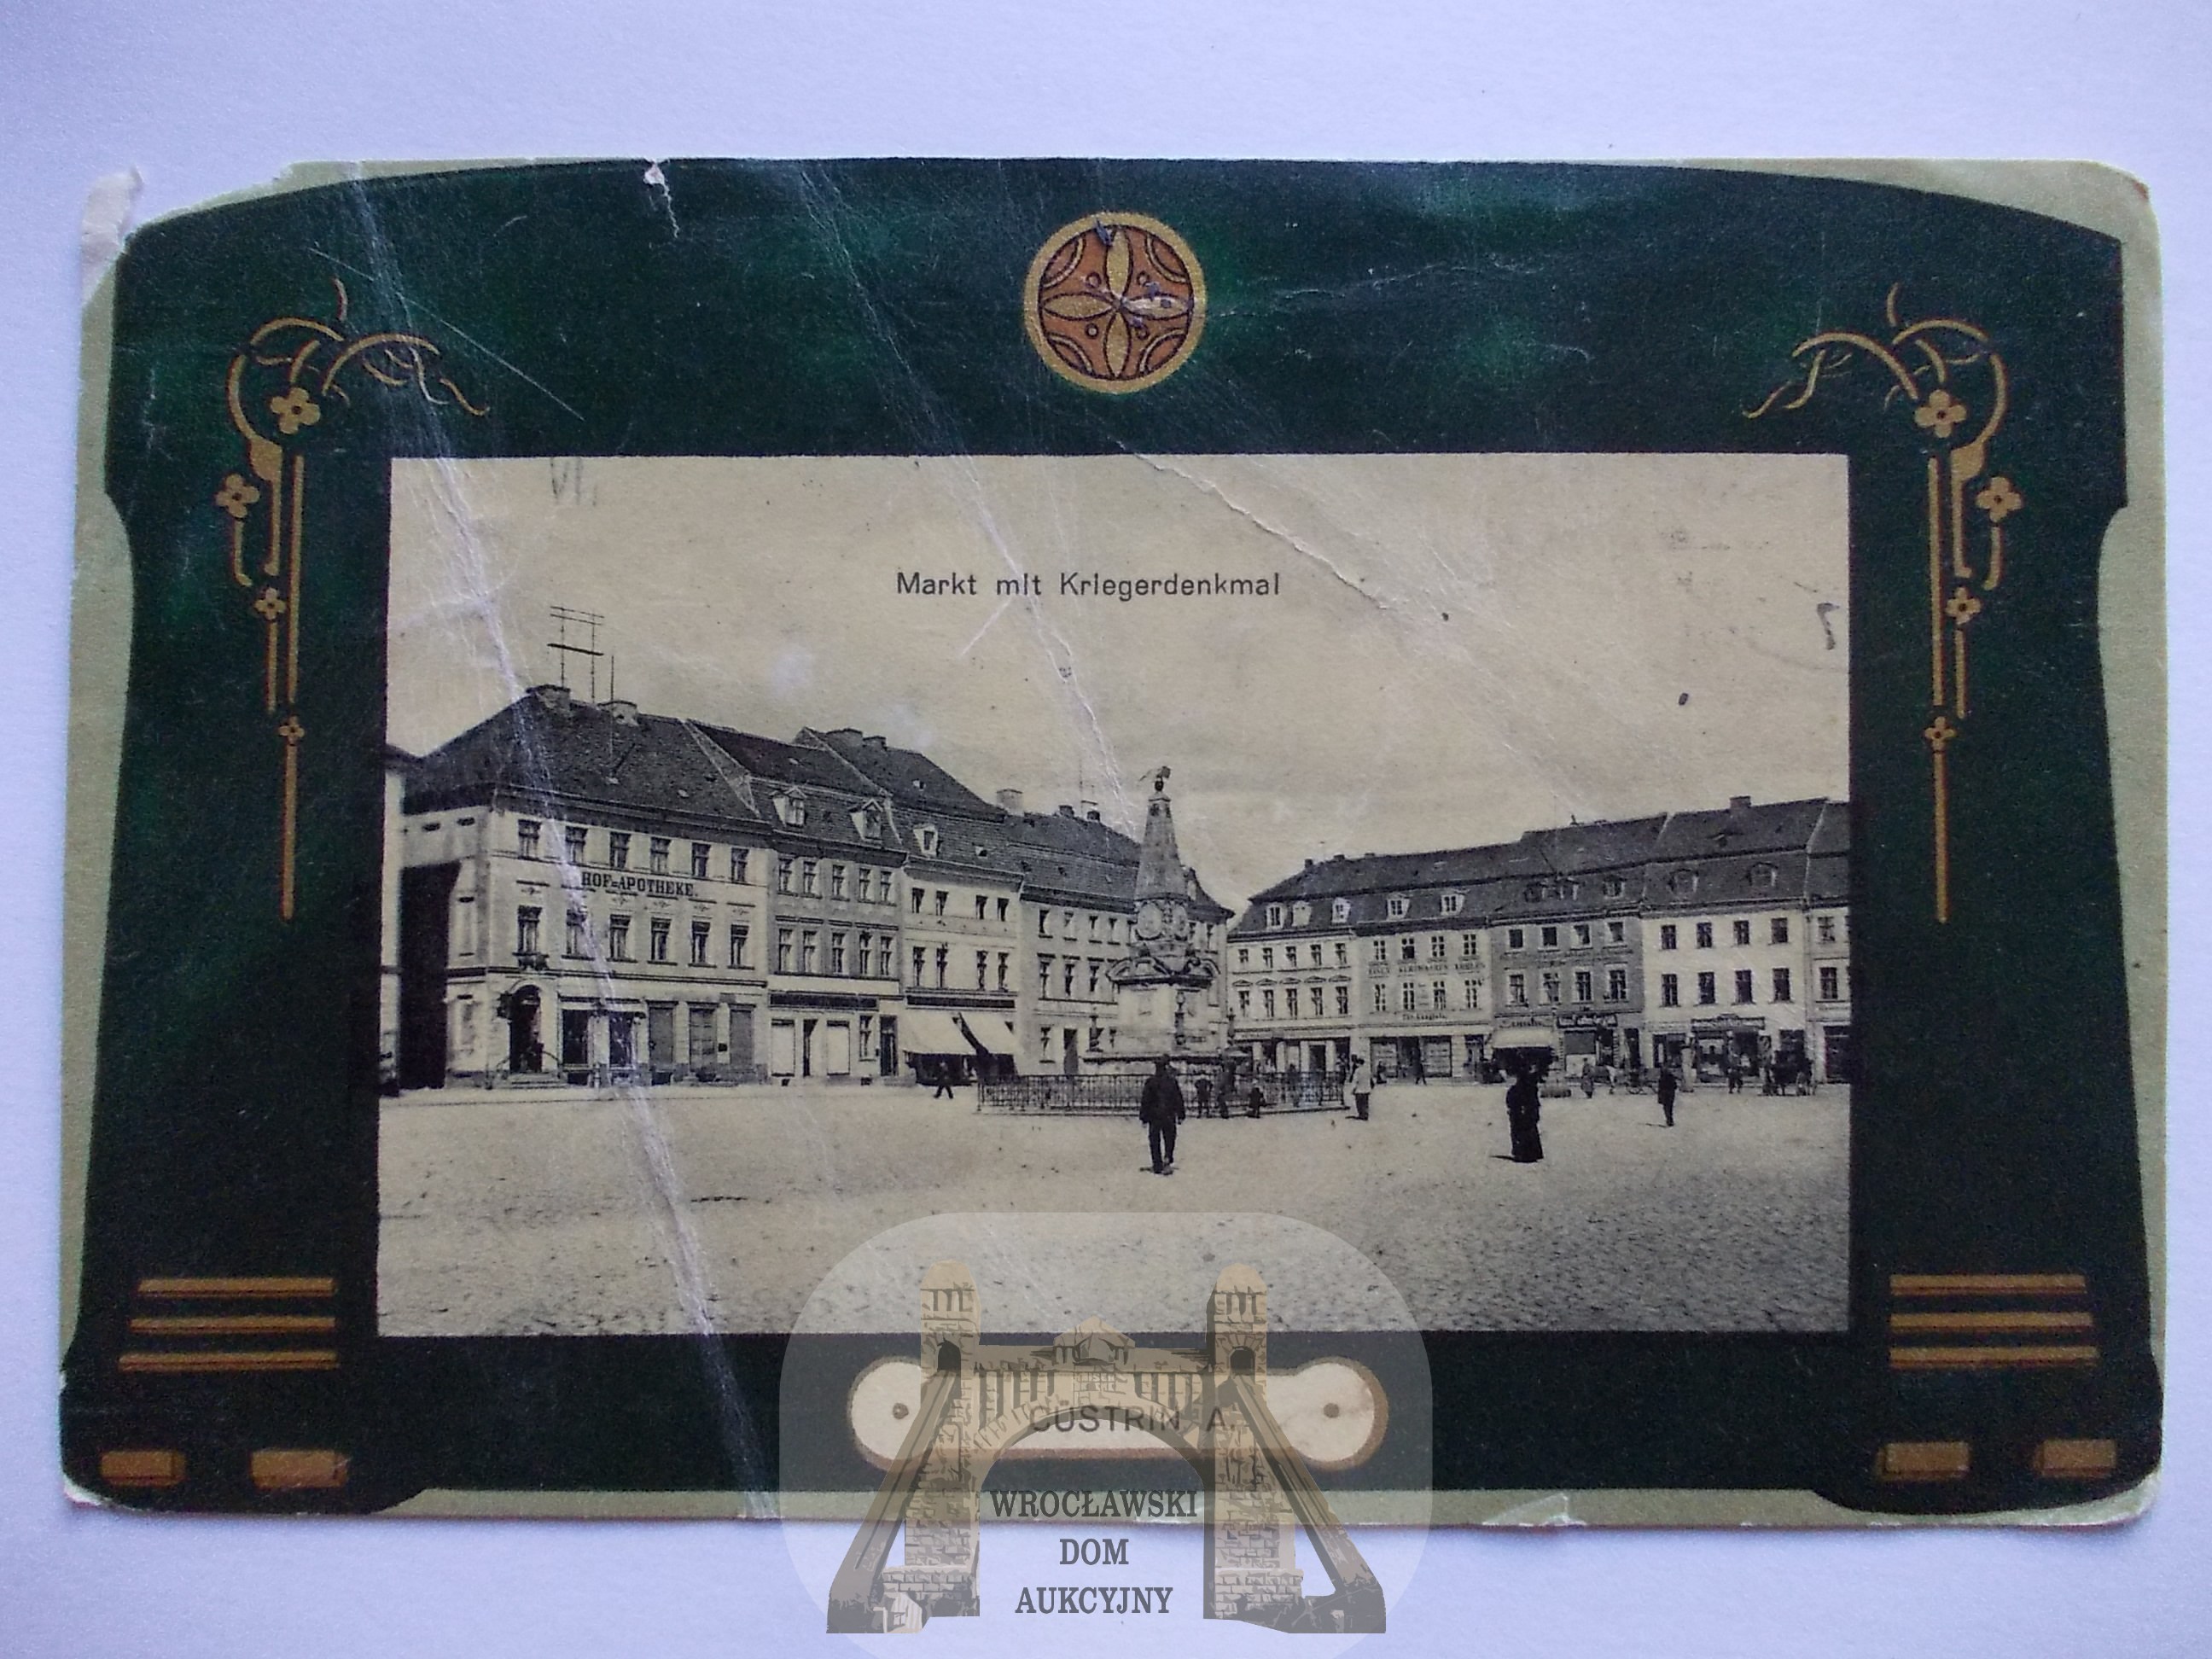 Markt mit Kriegerdenkmal
HOF=APOTHEKE.
CÜSTRIN A.
WROCŁAWSKI
DOM
AUKCYJNY